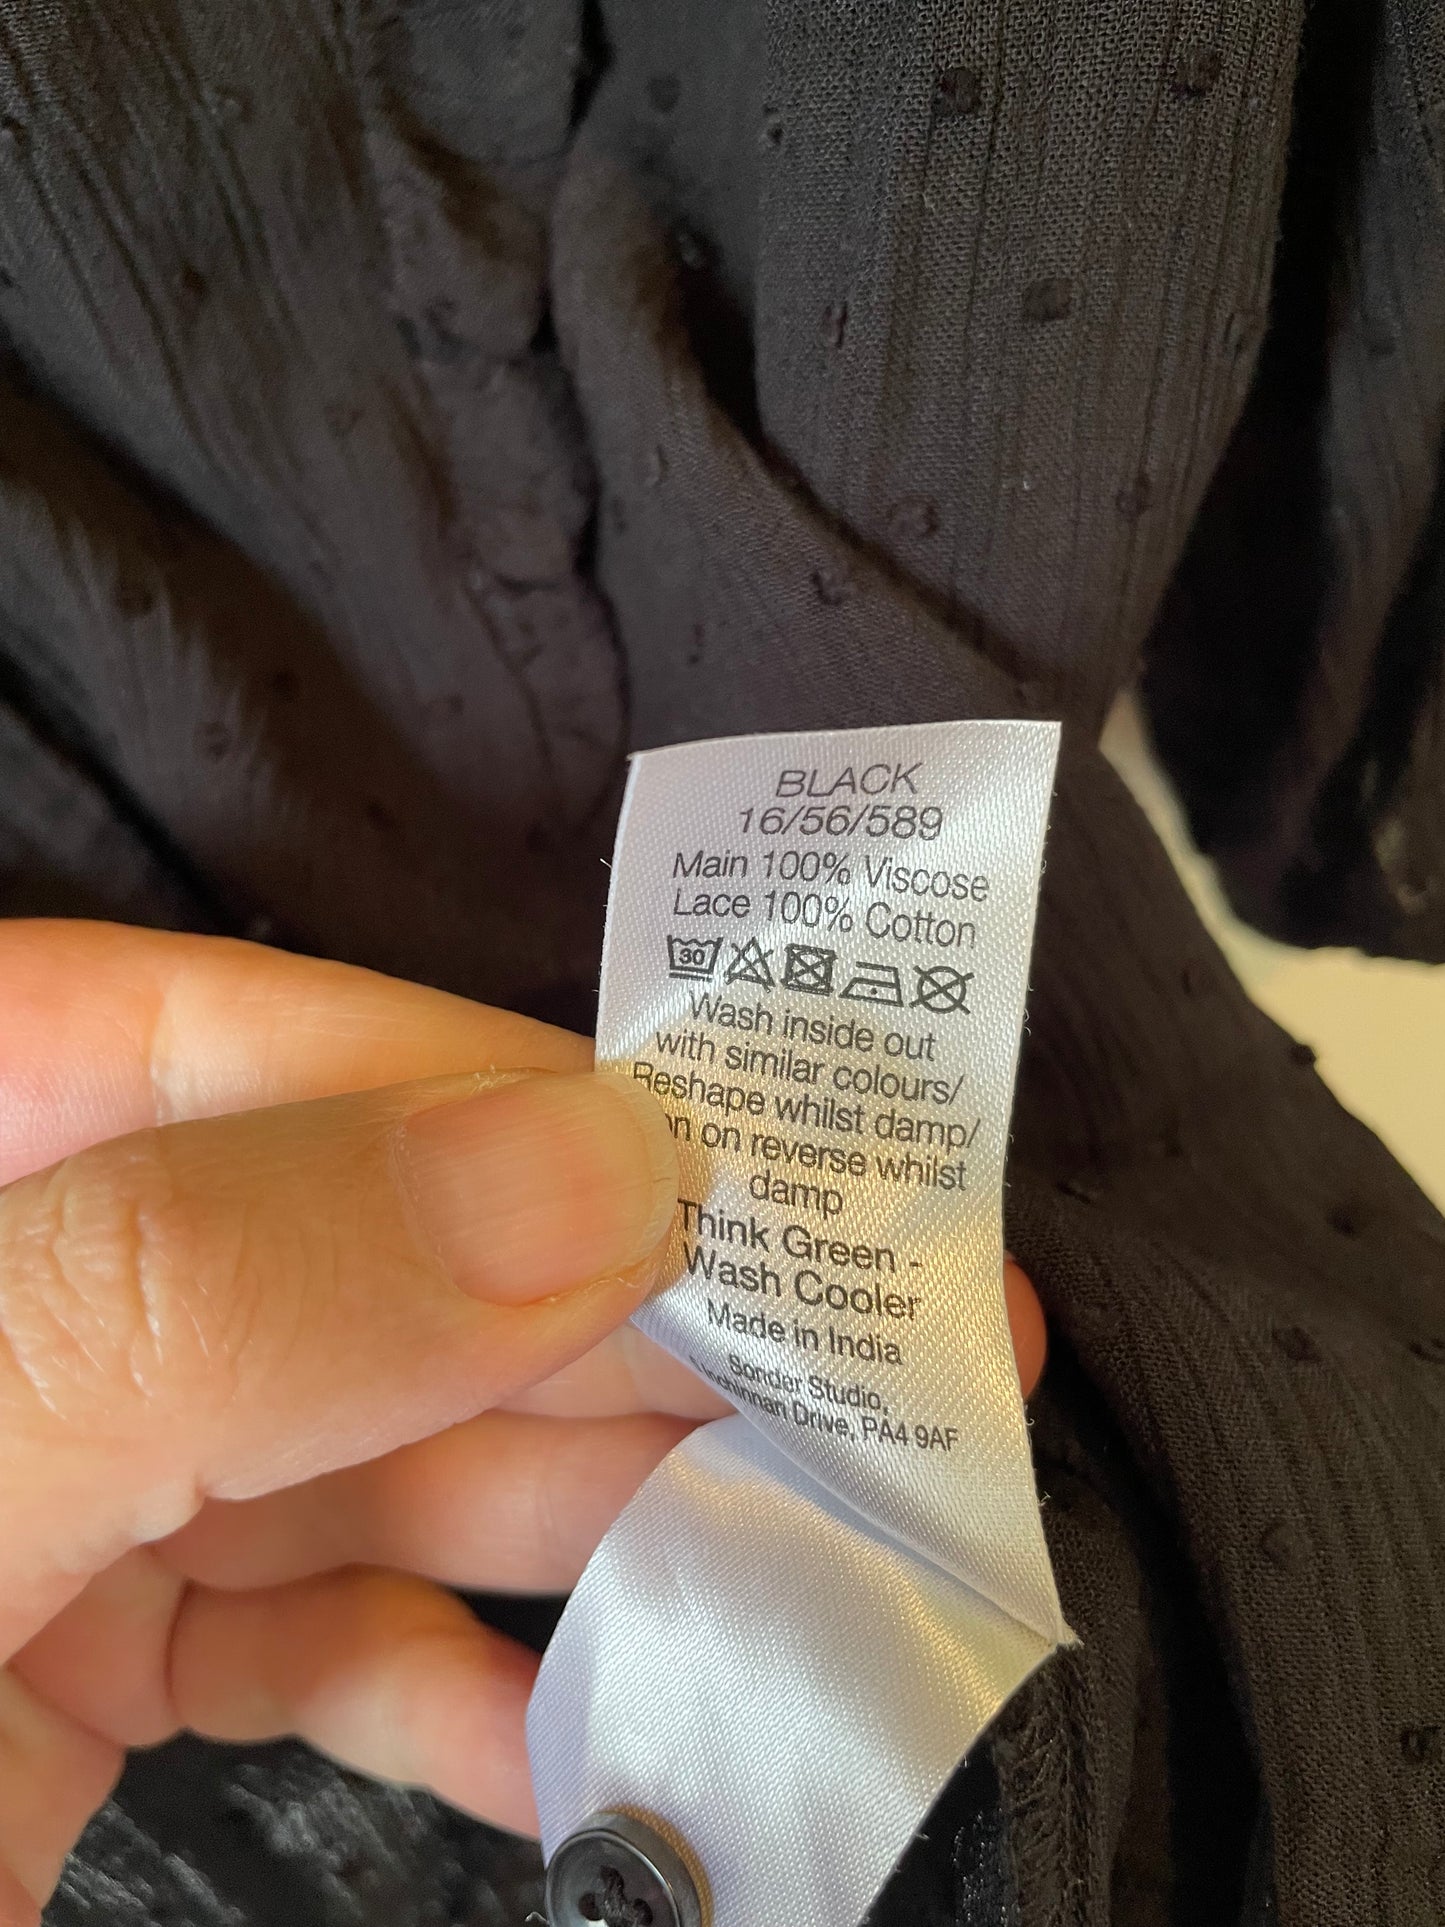 BLACK
16/56/589
Main 100% Viscose
Lace 100% Cotton
30
Wash inside out
with similar colours/
Reshape whilst damp/
on reverse whilst
damp
Think Green -
Wash Cooler
Made in India
Sonder Studio,
Drive, PA4 9AF